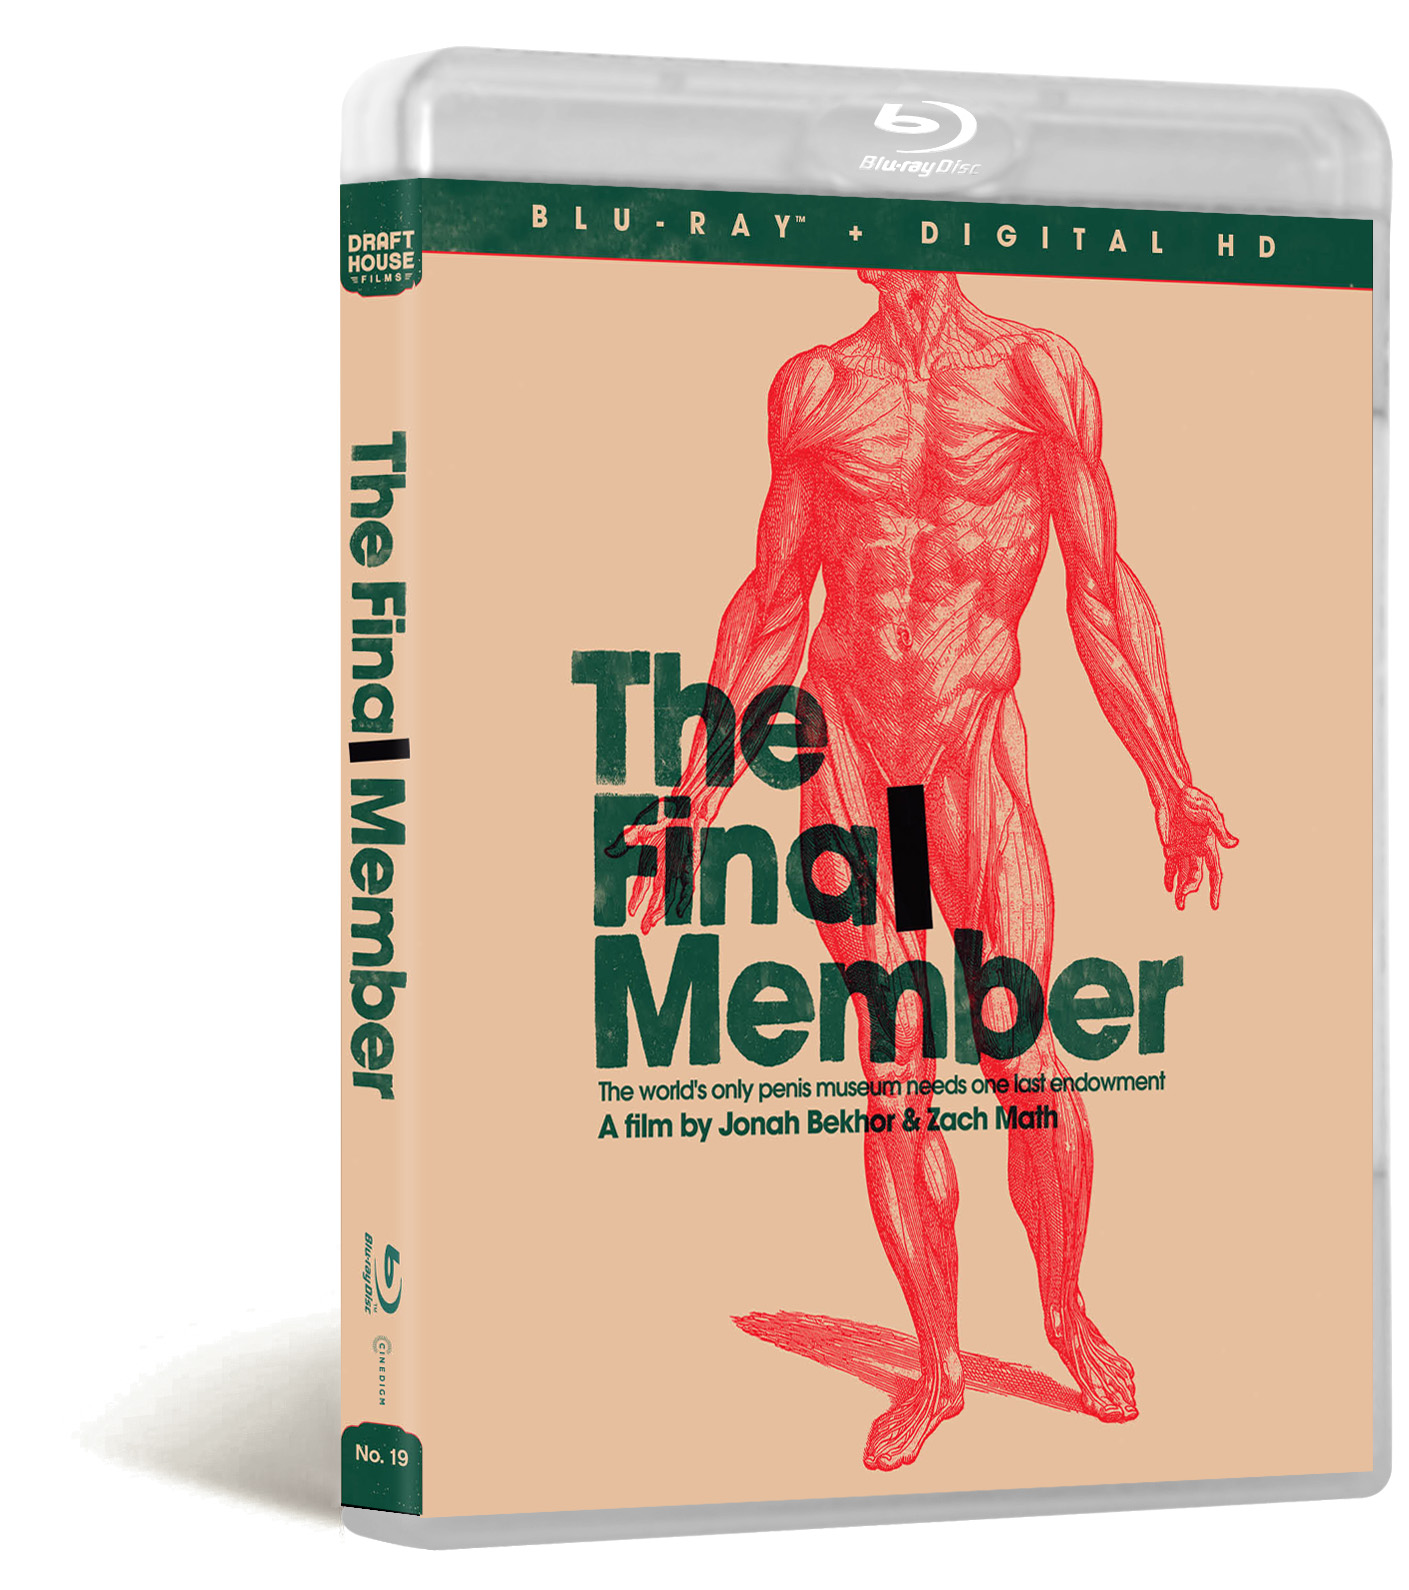 Blu-ray Disc
BLU-RAY™ + DIGITAL HD
The
Final
Member
The world's only penis museum needs one last endowment
A film by Jonah Bekhor & Zach Math
DRAFT
HOUSE
FILMS
The Final Member
Blu-ray Disc™
CINEDIGM
No. 19